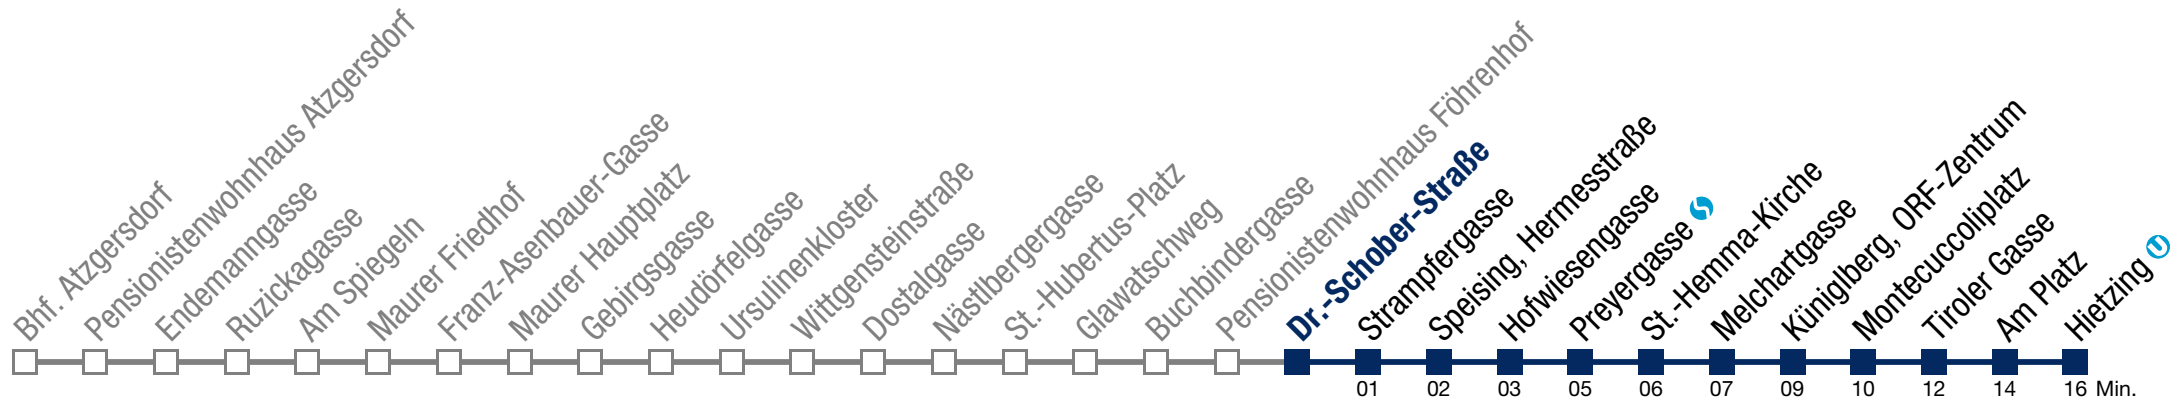 Bhf. Atzgersdorf
Pensionistenwohnhaus Atzgersdorf
Endemanngasse
Ruzickagasse
Am Spiegeln
Maurer Friedhof
Franz-Asenbauer-Gasse
Maurer Hauptplatz
Gebirgsgasse
Heudörfelgasse
Ursulinenkloster
Wittgensteinstraße
Dostalgasse
Nästlbergergasse
St.-Hubertus-Platz
Glawatschweg
Buchbindergasse
Pensionistenwohnhaus Föhrenhof
Dr.-Schober-Straße
Strampfergasse
Speising, Hermesstraße
Hofwiesengasse
Preyergasse S
St.-Hemma-Kirche
Melchartgasse
Küniglberg, ORF-Zentrum
Montecuccoliplatz
Tiroler Gasse
Am Platz
Hietzing U
01 02 03 05 06 07 09 10 12 14 16 Min.